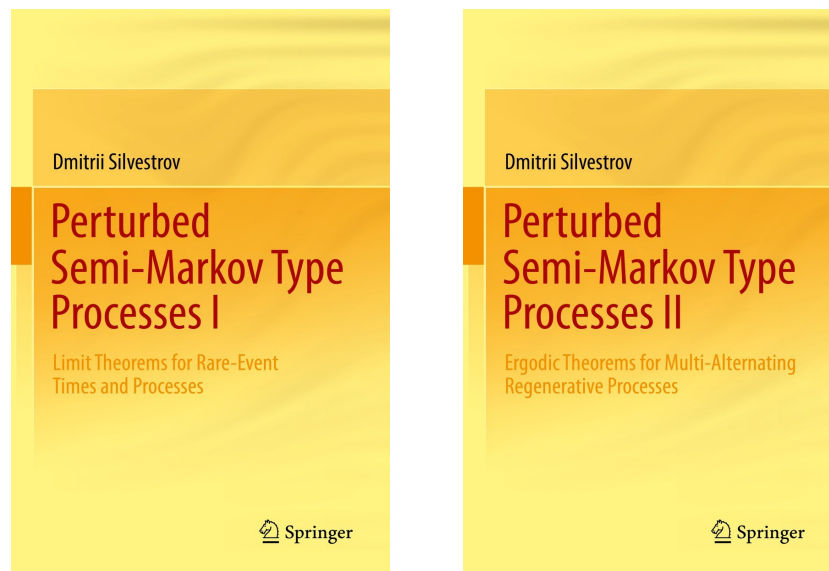 Dmitrii Silvestrov
Perturbed
Semi-Markov Type
Processes I
Limit Theorems for Rare-Event
Times and Processes
Springer
Dmitrii Silvestrov
Perturbed
Semi-Markov Type
Processes II
Ergodic Theorems for Multi-Alternating
Regenerative Processes
Springer